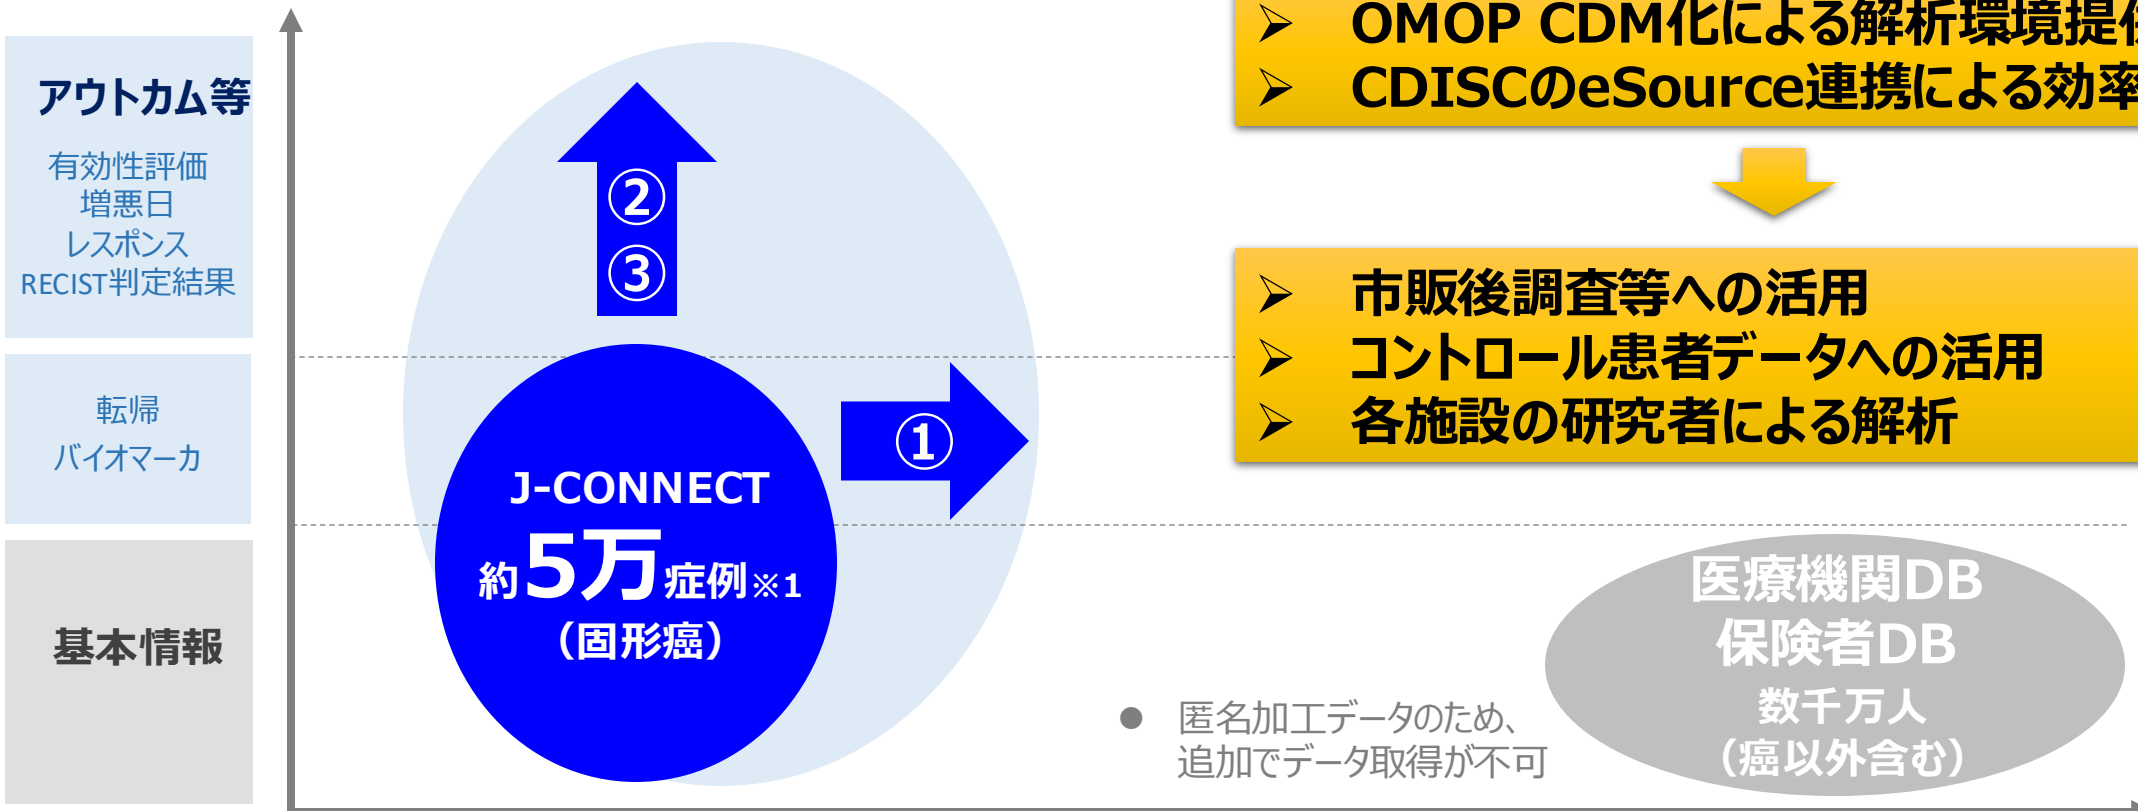 アウトカム等
有効性評価
増悪日
レスポンス
RECIST判定結果
転帰
バイオマーカ
基本情報
②
③
①
J-CONNECT
約5万症例※1
（固形癌）
➢ OMOP CDM化による解析環境提供
➢ CDISCのeSource連携による効率
➢ 市販後調査等への活用
➢ コントロール患者データへの活用
➢ 各施設の研究者による解析
● 匿名加工データのため、
追加でデータ取得が不可
医療機関DB
保険者DB
数千万人
（癌以外含む）